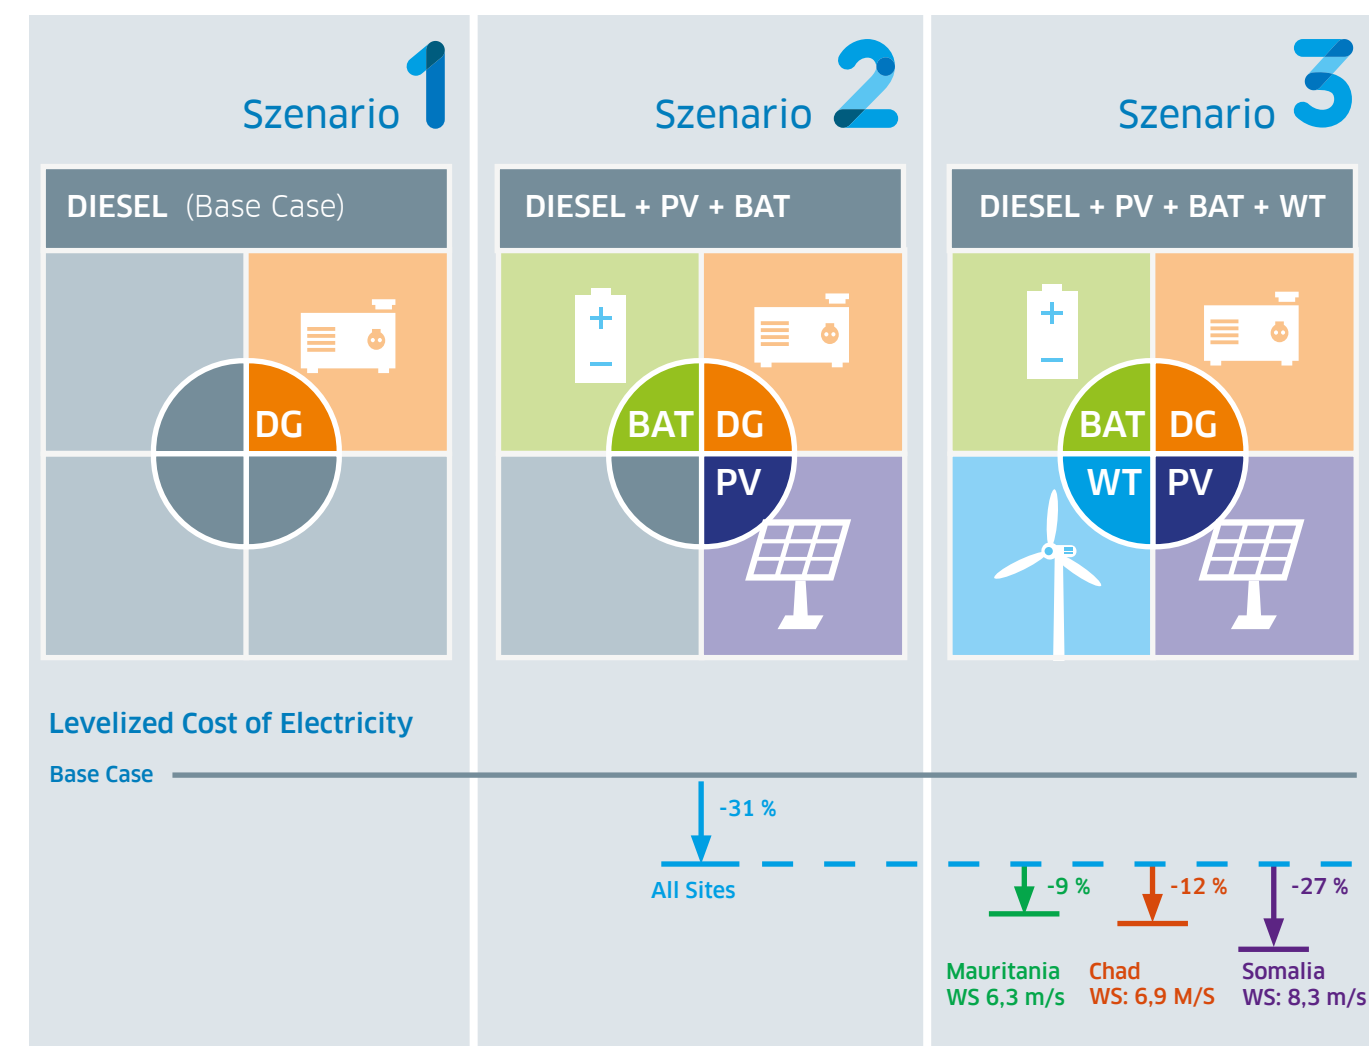 Szenario 1
DIESEL (Base Case)
DG
Szenario 2
DIESEL + PV + BAT
BAT DG
PV
Szenario 3
DIESEL + PV + BAT + WT
BAT DG
WT PV
Levelized Cost of Electricity
Base Case
-31 %
All Sites
-9 %
-12 %
-27 %
Mauritania
WS 6,3 m/s
Chad
WS: 6,9 M/S
Somalia
WS: 8,3 m/s